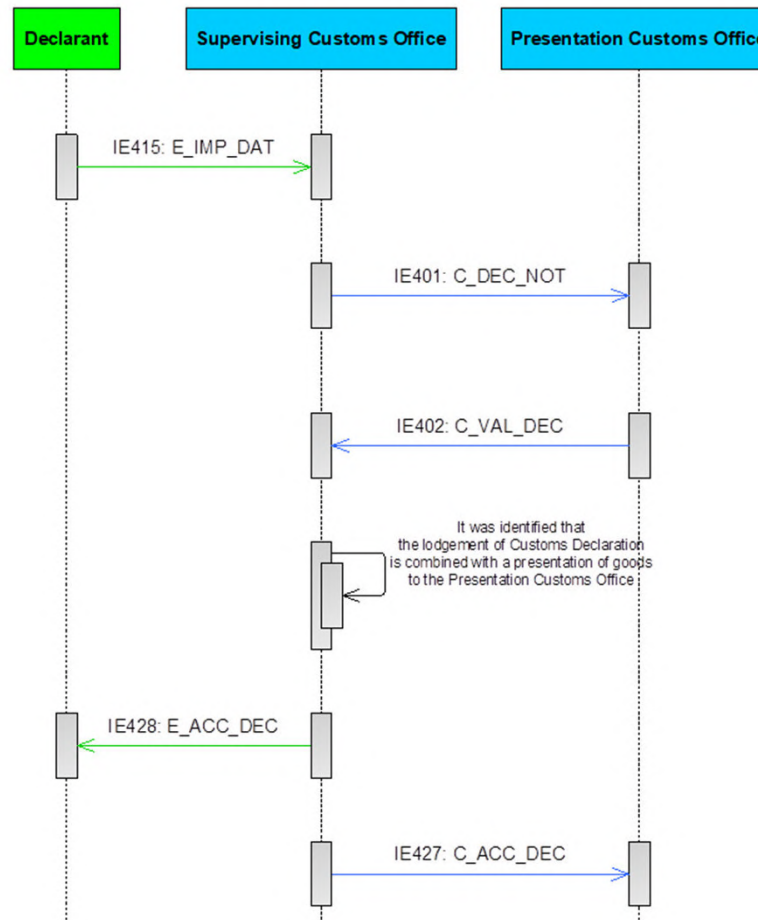 Declarant
Supervising Customs Office
Presentation Customs Office
IE415: E_IMP_DAT
IE401: C_DEC_NOT
IE402: C_VAL_DEC
It was identified that
the lodgement of Customs Declaration
is combined with a presentation of goods
to the Presentation Customs Office
IE428: E_ACC_DEC
IE427: C_ACC_DEC